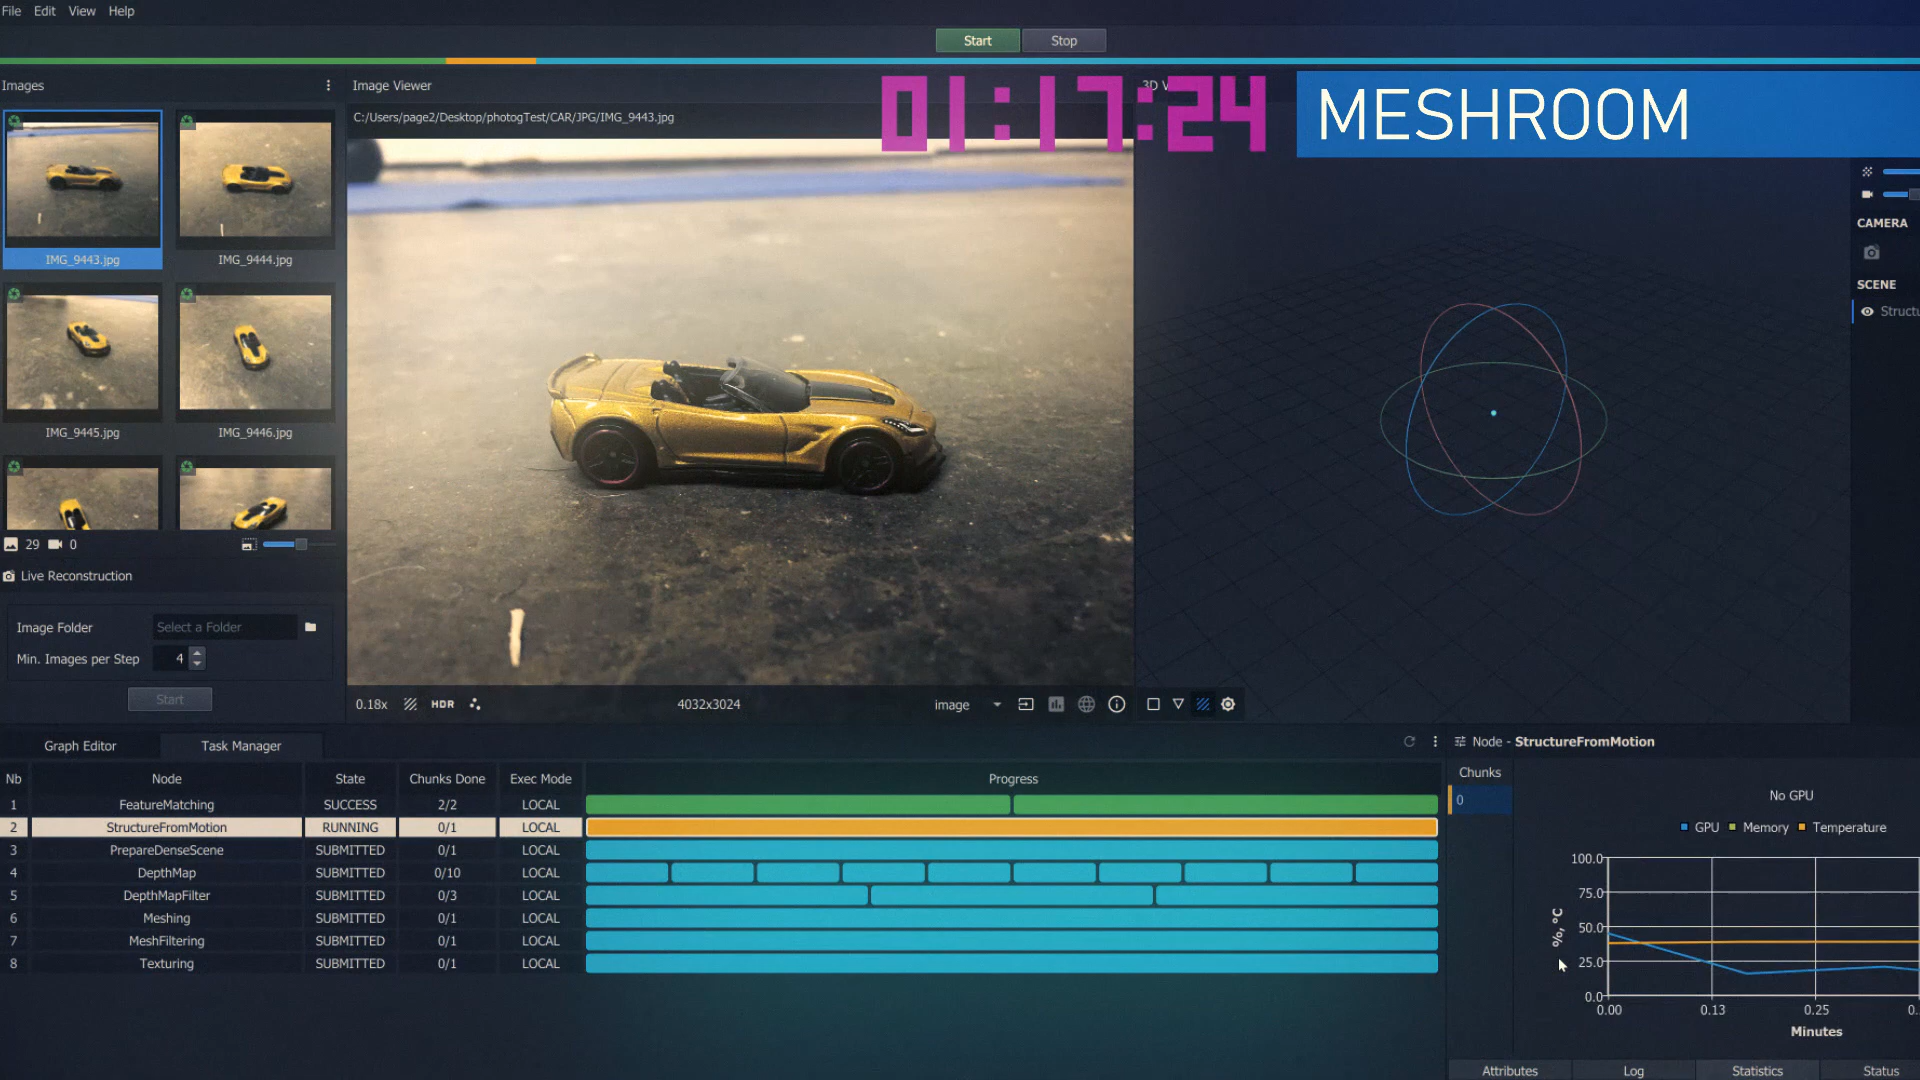 File Edit View Help
Start Stop
01:17:24 MESHROOM
Images
Image Viewer
3D V
C:/Users/page2/Desktop/photogTest/CAR/JPG/IMG_9443.jpg
IMG_9443.jpg
IMG_9444.jpg
IMG_9445.jpg
IMG_9446.jpg
29 0
Live Reconstruction
Image Folder Select a Folder
Min. Images per Step 4
Start
0.18x HDR 4032x3024 image
CAMERA
SCENE
Structu
Graph Editor Task Manager
Nb Node State Chunks Done Exec Mode Progress
1 FeatureMatching SUCCESS 2/2 LOCAL
2 StructureFromMotion RUNNING 0/1 LOCAL
3 PrepareDenseScene SUBMITTED 0/1 LOCAL
4 DepthMap SUBMITTED 0/10 LOCAL
5 DepthMapFilter SUBMITTED 0/3 LOCAL
6 Meshing SUBMITTED 0/1 LOCAL
7 MeshFiltering SUBMITTED 0/1 LOCAL
8 Texturing SUBMITTED 0/1 LOCAL
Node - StructureFromMotion
Chunks
0
No GPU
GPU Memory Temperature
100.0
75.0
50.0
25.0
0.0
%, °C
0.00 0.13 0.25 0.
Minutes
Attributes Log Statistics Status